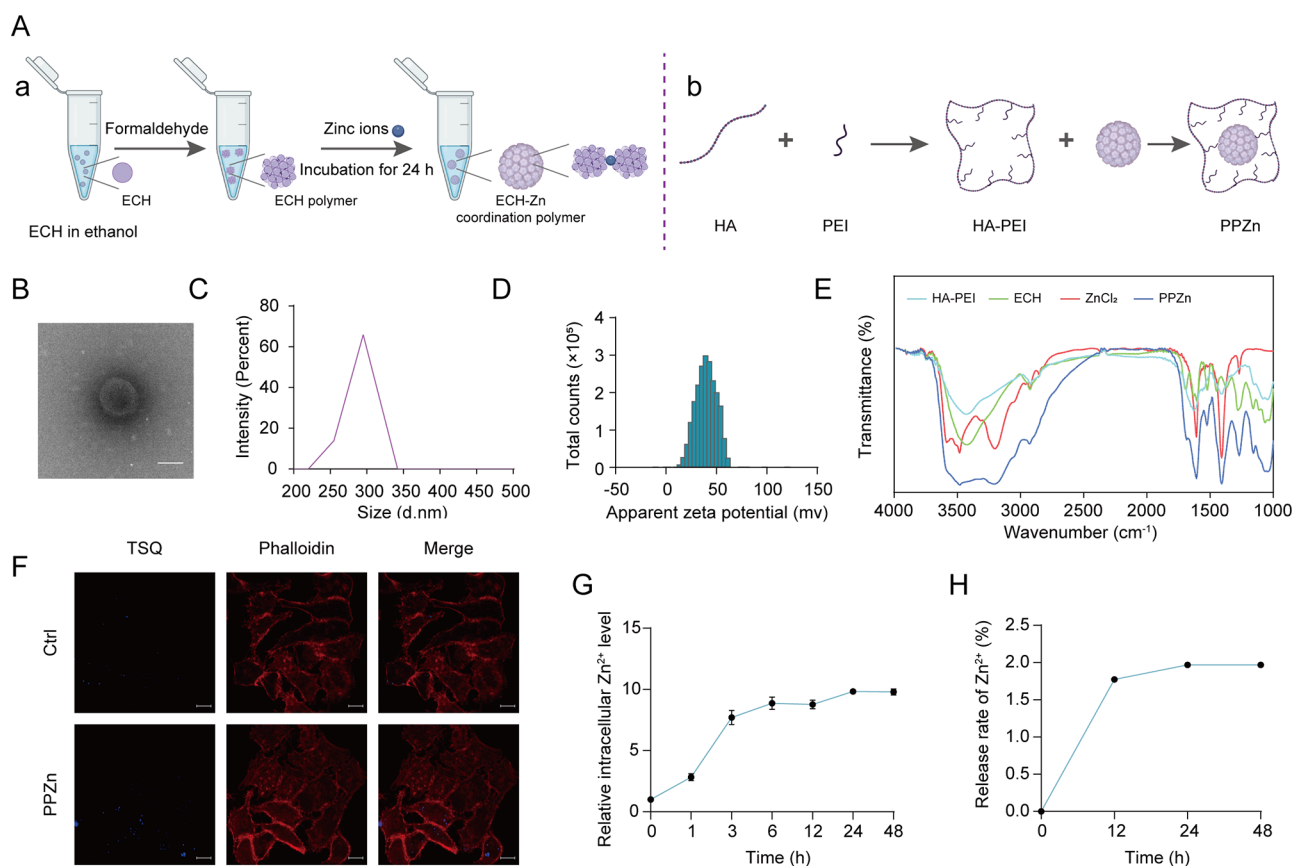 A
a
Formaldehyde
Zinc ions
Incubation for 24 h
ECH
ECH polymer
ECH-Zn
coordination polymer
ECH in ethanol
b
+
+
HA
PEI
HA-PEI
PPZn
B
C
Intensity (Percent)
80
60
40
20
0
200 250 300 350 400 450 500
Size (d.nm)
D
Total counts (×10⁵)
4
3
2
1
0
-50 0 50 100 150
Apparent zeta potential (mv)
E
HA-PEI ECH ZnCl₂ PPZn
Transmittance (%)
4000 3500 3000 2500 2000 1500 1000
Wavenumber (cm⁻¹)
F
TSQ Phalloidin Merge
Ctrl
PPZn
G
Relative intracellular Zn²⁺ level
15
10
5
0
0 1 3 6 12 24 48
Time (h)
H
Release rate of Zn²⁺ (%)
2.5
2.0
1.5
1.0
0.5
0.0
0 12 24 48
Time (h)